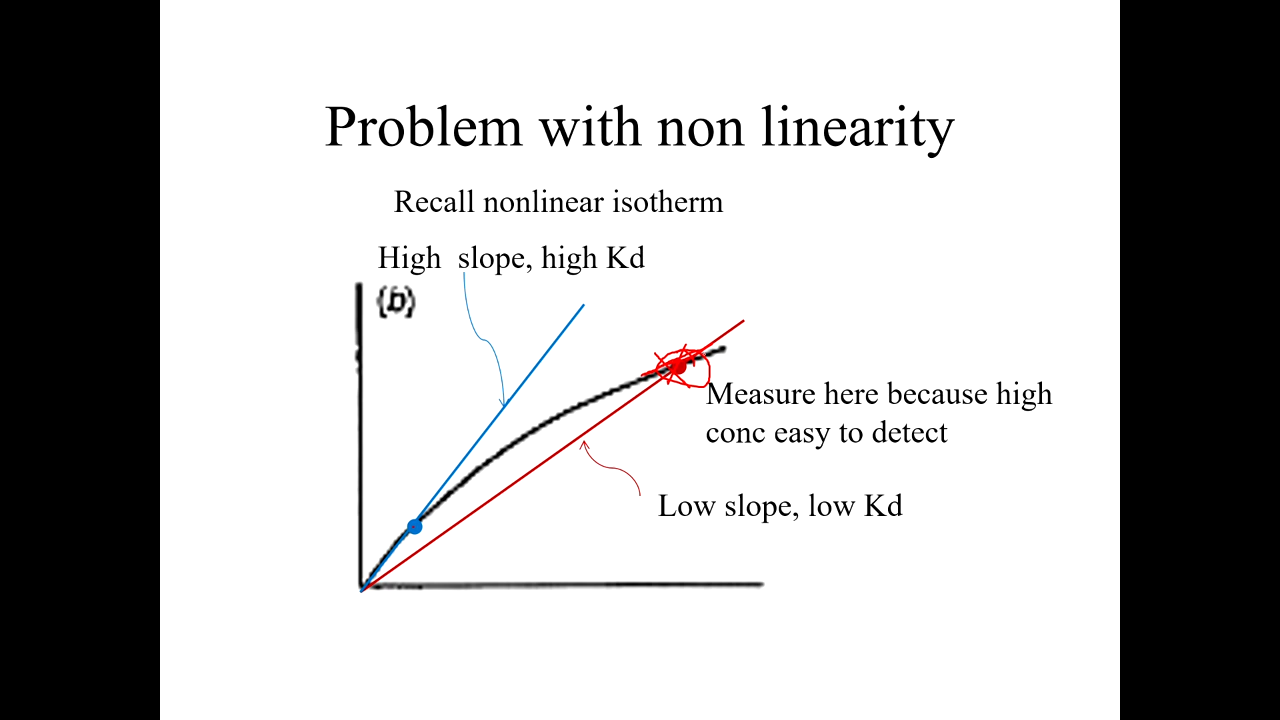 Problem with non linearity
Recall nonlinear isotherm
High  slope, high Kd
(b)
Measure here because high
conc easy to detect
Low slope, low Kd